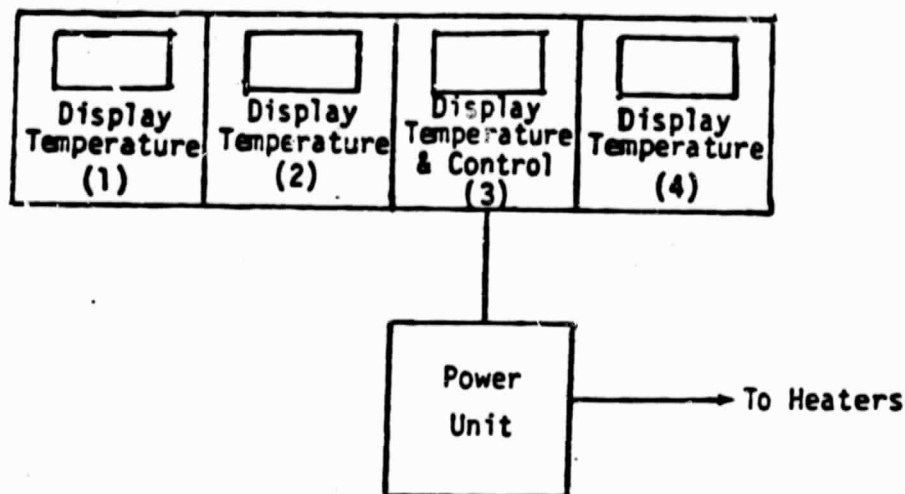 Display
Temperature
(1)
Display
Temperature
(2)
Display
Temperature
& Control
(3)
Display
Temperature
(4)
Power
Unit
To Heaters